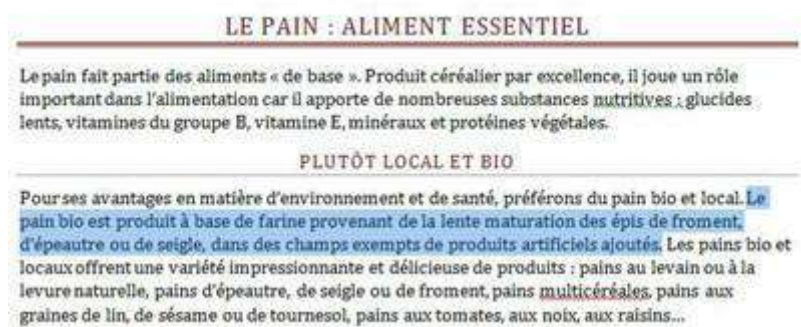 LE PAIN : ALIMENT ESSENTIEL
Le pain fait partie des aliments « de base ». Produit céréalier par excellence, il joue un rôle
important dans l'alimentation car il apporte de nombreuses substances nutritives : glucides
lents, vitamines du groupe B, vitamine E, minéraux et protéines végétales.
PLUTÔT LOCAL ET BIO
Pour ses avantages en matière d'environnement et de santé, préférons du pain bio et local. Le
pain bio est produit à base de farine provenant de la lente maturation des épis de froment,
d'épeautre ou de seigle, dans des champs exempts de produits artificiels ajoutés. Les pains bio et
locaux offrent une variété impressionnante et délicieuse de produits : pains au levain ou à la
levure naturelle, pains d'épeautre, de seigle ou de froment, pains multicéréales, pains aux
graines de lin, de sésame ou de tournesol, pains aux tomates, aux noix, aux raisins...